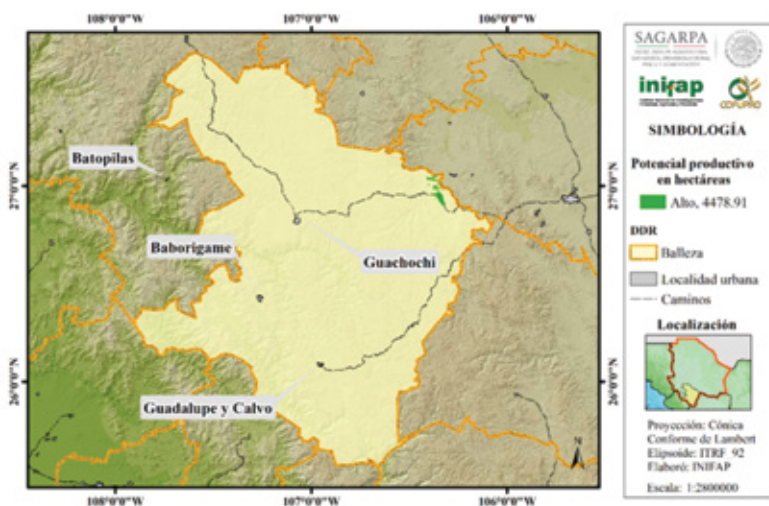 108°0'0"W 107°0'0"W 106°0'0"W
27°0'0"N
26°0'0"N
Batopilas
Baborigame
Guachochi
Guadalupe y Calvo
27°0'0"N
26°0'0"N
108°0'0"W 107°0'0"W 106°0'0"W
N
SAGARPA
inifap
COFUPRO
SIMBOLOGÍA
Potencial productivo
en hectáreas
Alto, 4478.91
DDR
Balleza
Localidad urbana
Caminos
Localización
Proyección: Cónica
Conforme de Lambert
Elipsoide: ITRF_92
Elaboró: INIFAP
Escala: 1:2800000